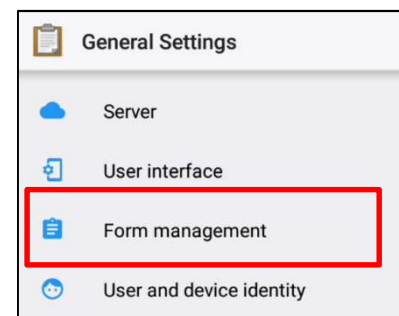 General Settings
Server
User interface
Form management
User and device identity